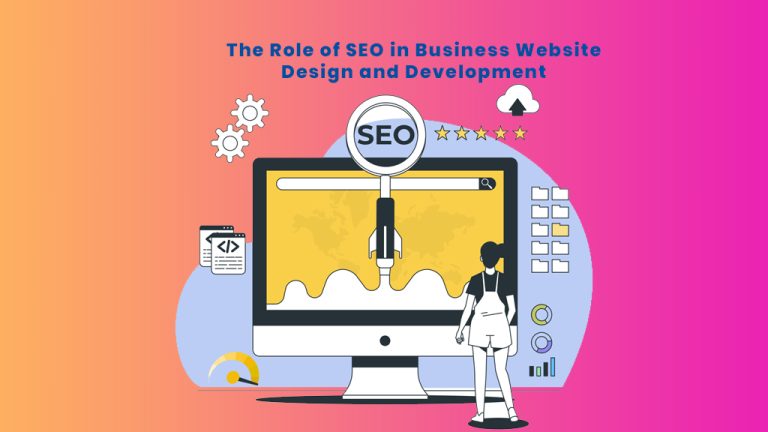 The Role of SEO in Business Website
Design and Development
SEO
</>
</>